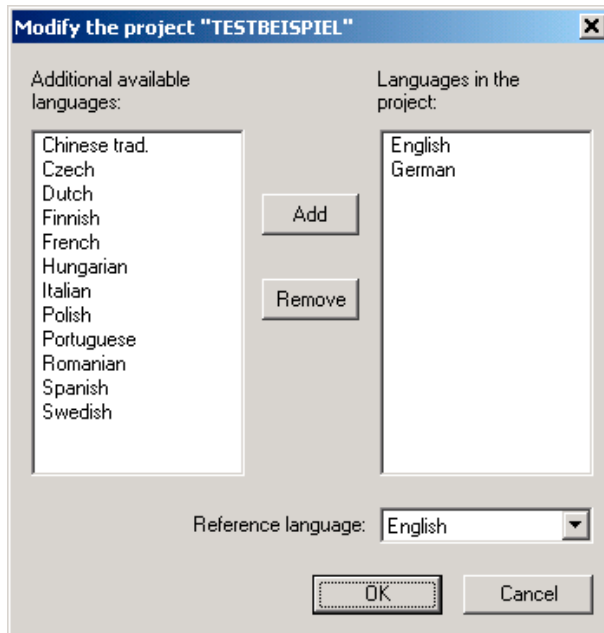 Modify the project "TESTBEISPIEL"
Additional available
languages:
Chinese trad.
Czech
Dutch
Finnish
French
Hungarian
Italian
Polish
Portuguese
Romanian
Spanish
Swedish
Add
Remove
Languages in the
project:
English
German
Reference language: English
OK Cancel